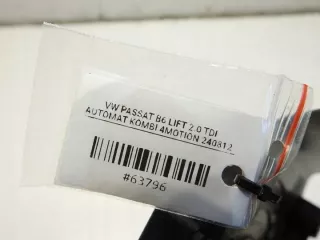 VW PASSAT B6 LIFT 2.0 TDI
AUTOMAT KOMBI 4MOTION 240812
#63796